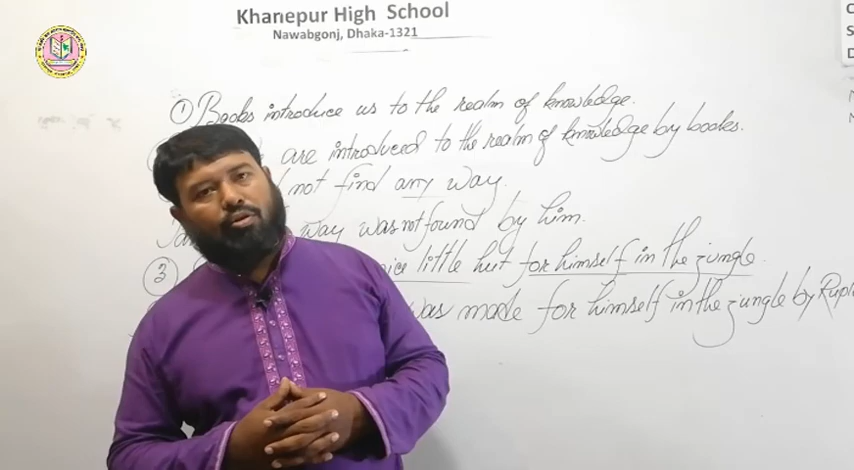 Khanepur High School
Nawabgonj, Dhaka-1321
① Books introduce us to the realm of knowledge.
are introduced to the realm of knowledge by books.
not find any way.
way was not found by him.
③ nice little hut for himself in the jungle.
was made for himself in the jungle by
C
S
D